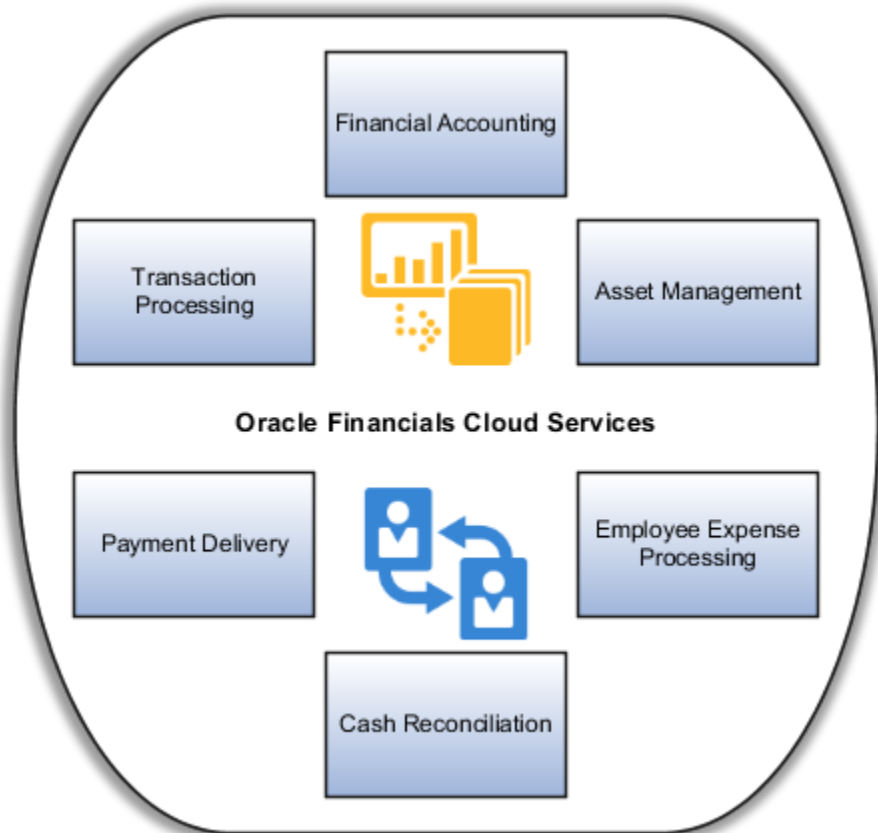 Financial Accounting
Transaction
Processing
Asset Management
Oracle Financials Cloud Services
Payment Delivery
Employee Expense
Processing
Cash Reconciliation